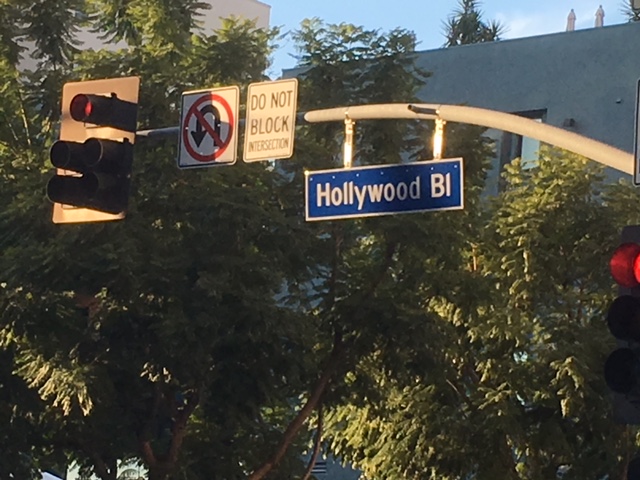 DO NOT
BLOCK
INTERSECTION
Hollywood Bl